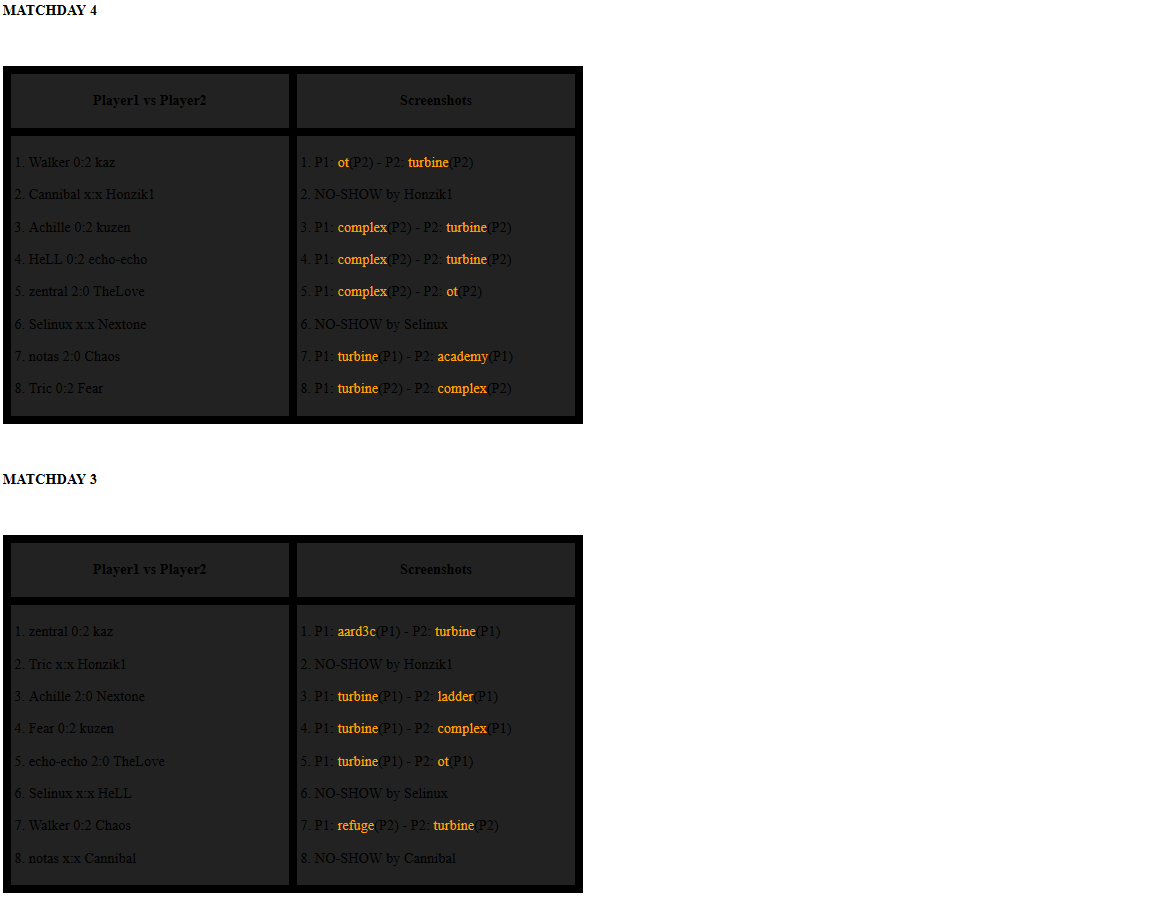 MATCHDAY 4
Player1 vs Player2
Screenshots
1. Walker 0:2 kaz
2. Cannibal x:x Honzik1
3. Achille 0:2 kuzen
4. HeLL 0:2 echo-echo
5. zentral 2:0 TheLove
6. Selinux x:x Nextone
7. notas 2:0 Chaos
8. Tric 0:2 Fear
1. P1: ot(P2) - P2: turbine(P2)
2. NO-SHOW by Honzik1
3. P1: complex(P2) - P2: turbine(P2)
4. P1: complex(P2) - P2: turbine(P2)
5. P1: complex(P2) - P2: ot(P2)
6. NO-SHOW by Selinux
7. P1: turbine(P1) - P2: academy(P1)
8. P1: turbine(P2) - P2: complex(P2)
MATCHDAY 3
Player1 vs Player2
Screenshots
1. zentral 0:2 kaz
2. Tric x:x Honzik1
3. Achille 2:0 Nextone
4. Fear 0:2 kuzen
5. echo-echo 2:0 TheLove
6. Selinux x:x HeLL
7. Walker 0:2 Chaos
8. notas x:x Cannibal
1. P1: aard3c(P1) - P2: turbine(P1)
2. NO-SHOW by Honzik1
3. P1: turbine(P1) - P2: ladder(P1)
4. P1: turbine(P1) - P2: complex(P1)
5. P1: turbine(P1) - P2: ot(P1)
6. NO-SHOW by Selinux
7. P1: refuge(P2) - P2: turbine(P2)
8. NO-SHOW by Cannibal